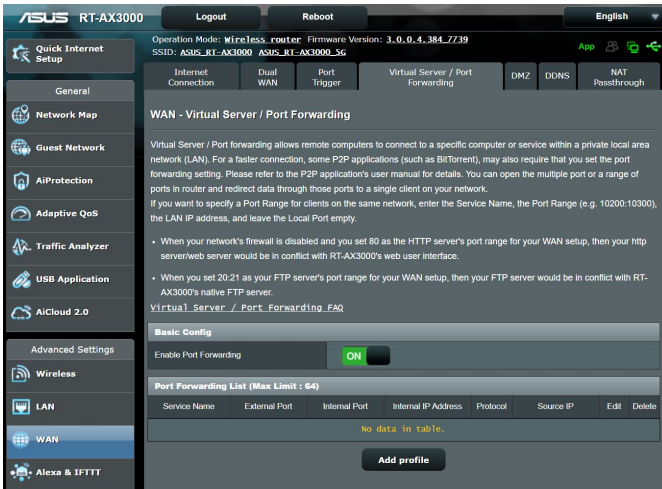 ASUS RT-AX3000 Logout Reboot English
Operation Mode: Wireless router Firmware Version: 3.0.0.4.384_7739
SSID: ASUS_RT-AX3000 ASUS_RT-AX3000_5G
App
Quick Internet
Setup
General
Network Map
Guest Network
AiProtection
Adaptive QoS
Traffic Analyzer
USB Application
AiCloud 2.0
Advanced Settings
Wireless
LAN
WAN
Alexa & IFTTT
Internet
Connection
Dual
WAN
Port
Trigger
Virtual Server / Port
Forwarding
DMZ
DDNS
NAT
Passthrough
WAN - Virtual Server / Port Forwarding
Virtual Server / Port forwarding allows remote computers to connect to a specific computer or service within a private local area
network (LAN). For a faster connection, some P2P applications (such as BitTorrent), may also require that you set the port
forwarding setting. Please refer to the P2P application's user manual for details. You can open the multiple port or a range of
ports in router and redirect data through those ports to a single client on your network.
If you want to specify a Port Range for clients on the same network, enter the Service Name, the Port Range (e.g. 10200:10300),
the LAN IP address, and leave the Local Port empty.
• When your network's firewall is disabled and you set 80 as the HTTP server's port range for your WAN setup, then your http
server/web server would be in conflict with RT-AX3000's web user interface.
• When you set 20:21 as your FTP server's port range for your WAN setup, then your FTP server would be in conflict with RT-
AX3000's native FTP server.
Virtual Server / Port Forwarding FAQ
Basic Config
Enable Port Forwarding ON
Port Forwarding List (Max Limit : 64)
Service Name External Port Internal Port Internal IP Address Protocol Source IP Edit Delete
No data in table.
Add profile